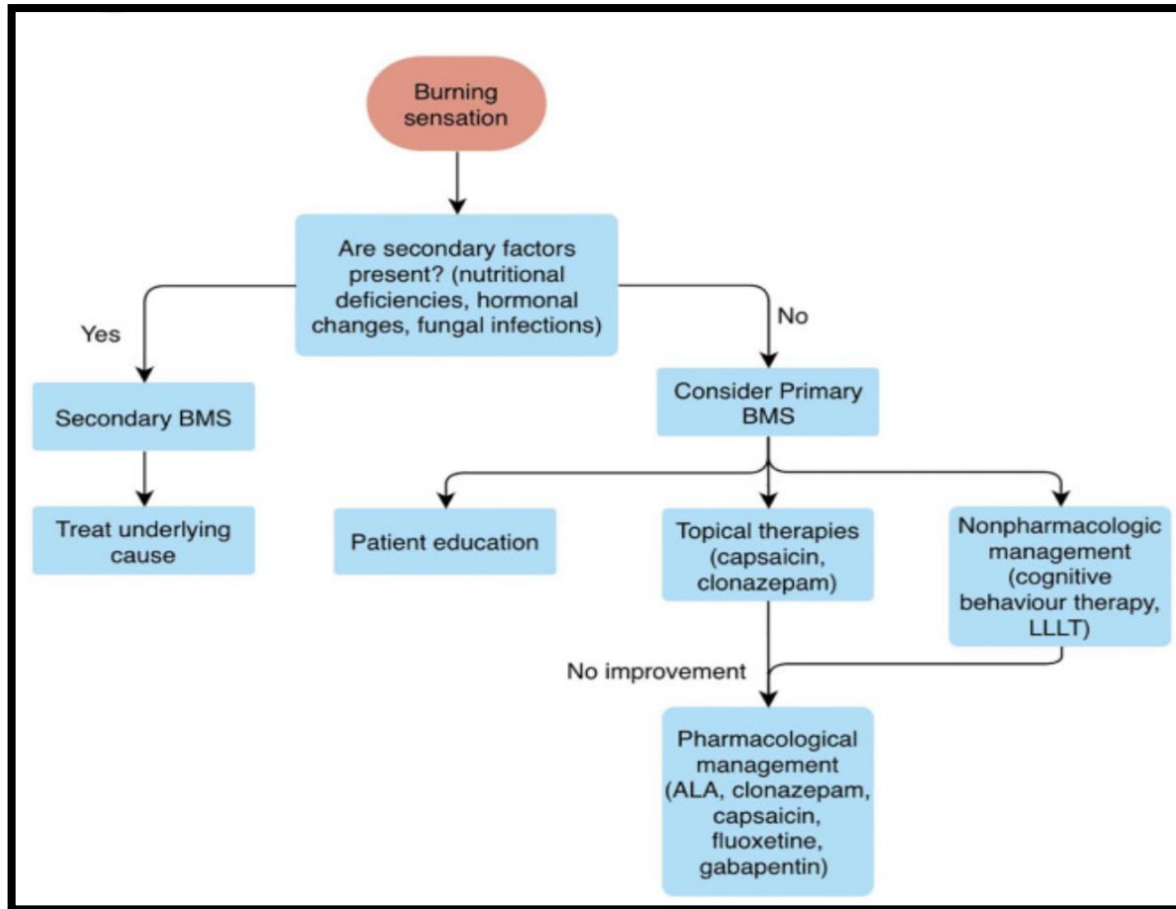 Burning
sensation
Are secondary factors
present? (nutritional
deficiencies, hormonal
changes, fungal infections)
Yes
No
Secondary BMS
Consider Primary
BMS
Treat underlying
cause
Patient education
Topical therapies
(capsaicin,
clonazepam)
Nonpharmacologic
management
(cognitive
behaviour therapy,
LLLT)
No improvement
Pharmacological
management
(ALA, clonazepam,
capsaicin,
fluoxetine,
gabapentin)